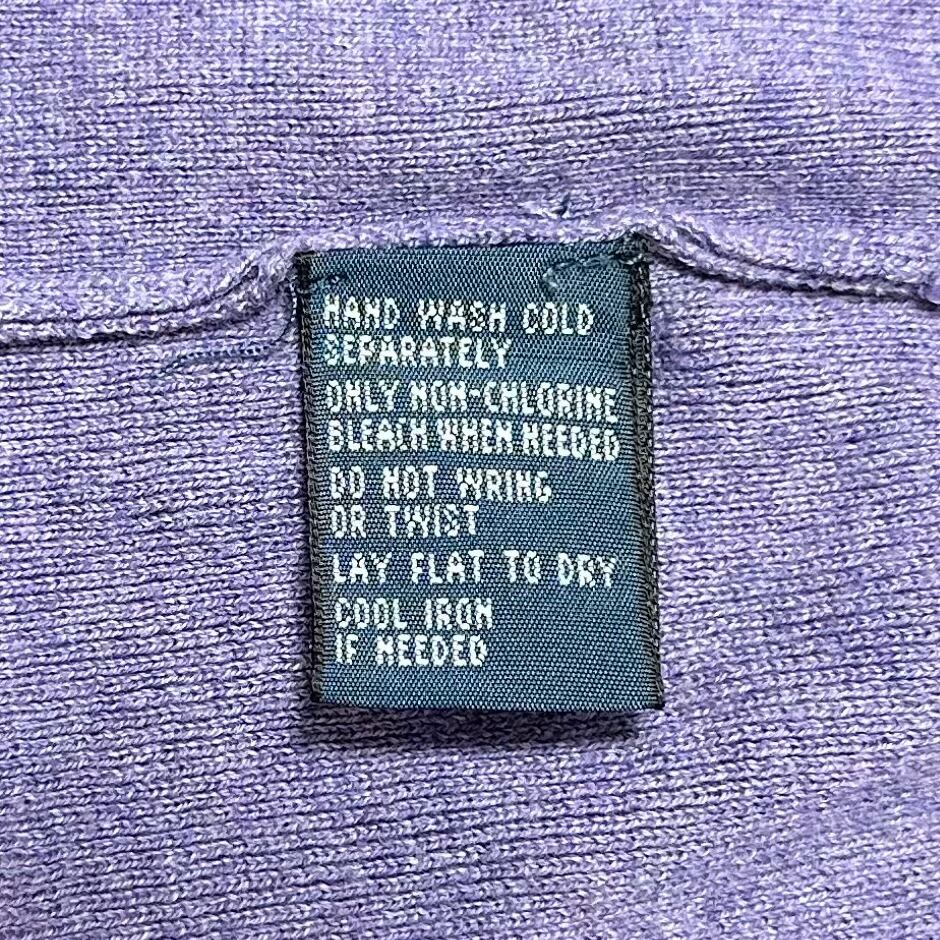 HAND WASH COLD
SEPARATELY
ONLY NON-CHLORINE
BLEACH WHEN NEEDED
DO NOT WRING
OR TWIST
LAY FLAT TO DRY
COOL IRON
IF NEEDED